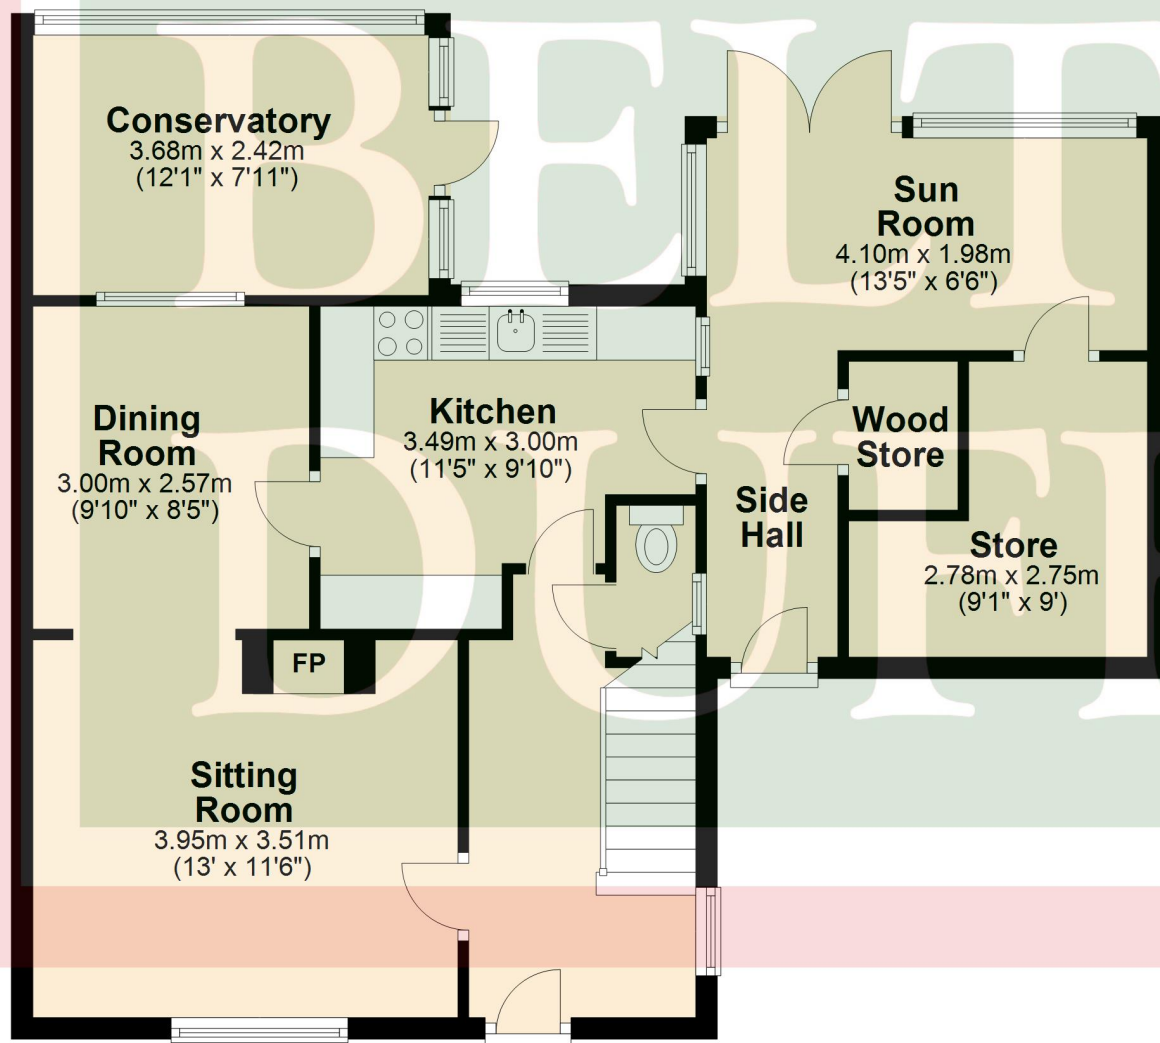 BELT
Conservatory
3.68m x 2.42m
(12'1" x 7'11")
Sun
Room
4.10m x 1.98m
(13'5" x 6'6")
Dining
Room
3.00m x 2.57m
(9'10" x 8'5")
Kitchen
3.49m x 3.00m
(11'5" x 9'10")
Wood
Store
Side
Hall
Store
2.78m x 2.75m
(9'1" x 9')
FP
Sitting
Room
3.95m x 3.51m
(13' x 11'6")